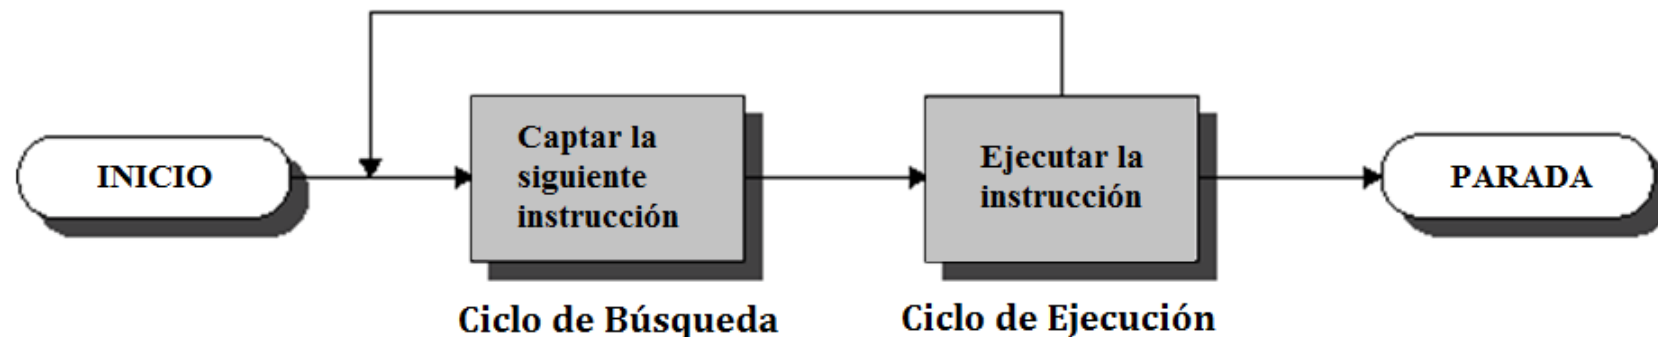 INICIO
Captar la
siguiente
instrucción
Ejecutar la
instrucción
PARADA
Ciclo de Búsqueda
Ciclo de Ejecución